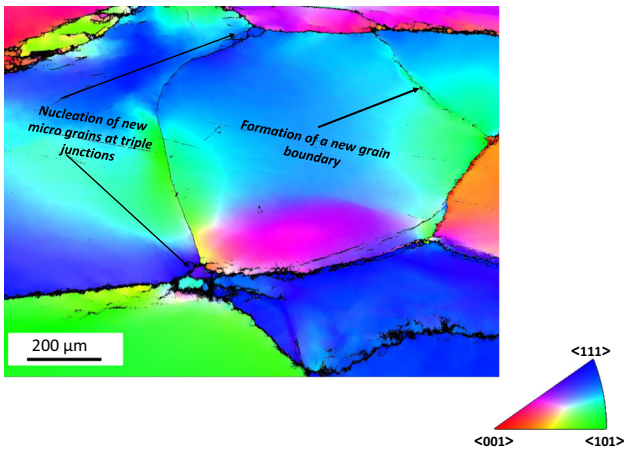 Nucleation of new
micro grains at triple
junctions
Formation of a new grain
boundary
200 µm
<111>
<001>
<101>